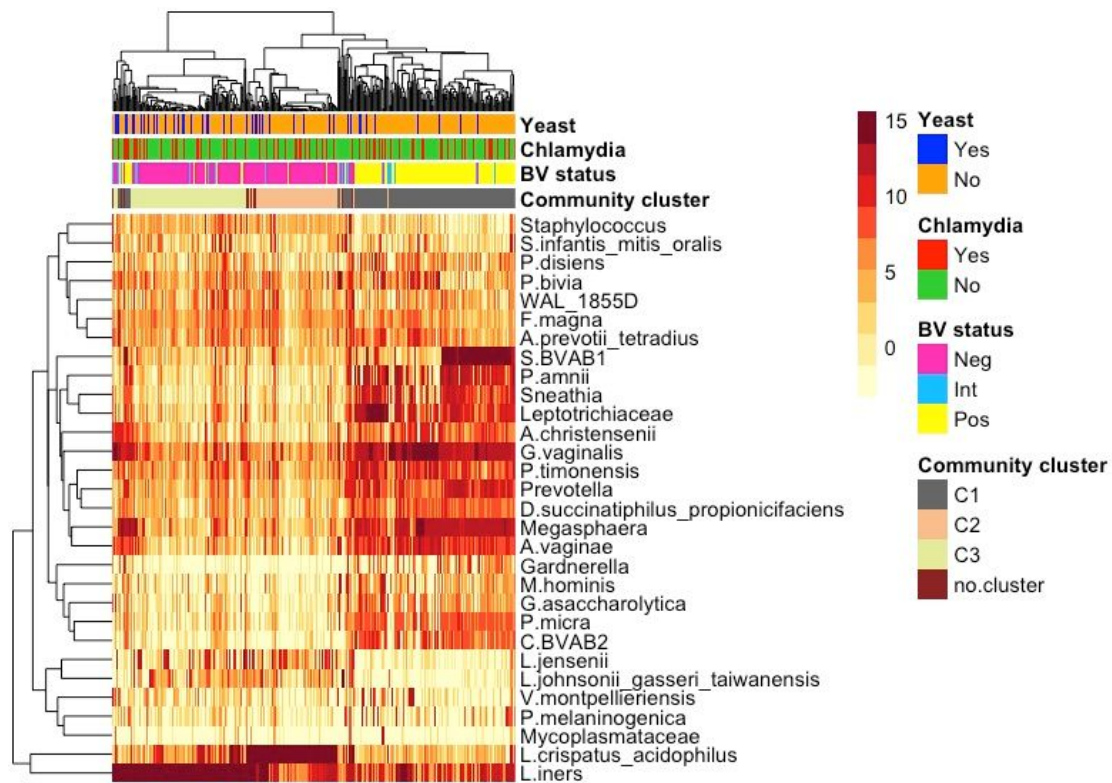 Yeast
Chlamydia
BV status
Community cluster
Staphylococcus
S.infantis_mitis_oralis
P.disiens
P.bivia
WAL_1855D
F.magna
A.prevotii_tetradius
S.BVAB1
P.amnii
Sneathia
Leptotrichiaceae
A.christensenii
G.vaginalis
P.timonensis
Prevotella
D.succinatiphilus_propionicifaciens
Megasphaera
A.vaginae
Gardnerella
M.hominis
G.asaccharolytica
P.micra
C.BVAB2
L.jensenii
L.johnsonii_gasseri_taiwanensis
V.montpellieriensis
P.melaninogenica
Mycoplasmataceae
L.crispatus_acidophilus
L.iners
15
10
5
0
Yeast
Yes
No
Chlamydia
Yes
No
BV status
Neg
Int
Pos
Community cluster
C1
C2
C3
no.cluster